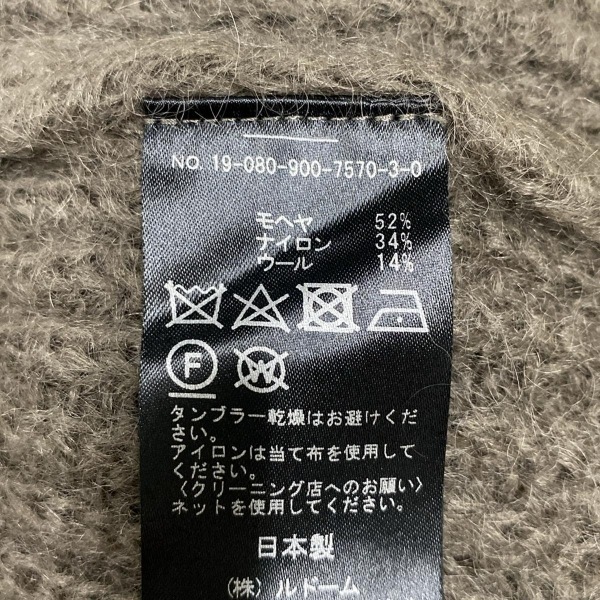 NO. 19-080-900-7570-3-0
モヘヤ 52%
ナイロン 34%
ウール 14%
F
W
タンブラー乾燥はお避けくだ
さい。
アイロンは当て布を使用して
ください。
〈クリーニング店へのお願い〉
ネットを使用してください。
日本製
(株) ルドーム